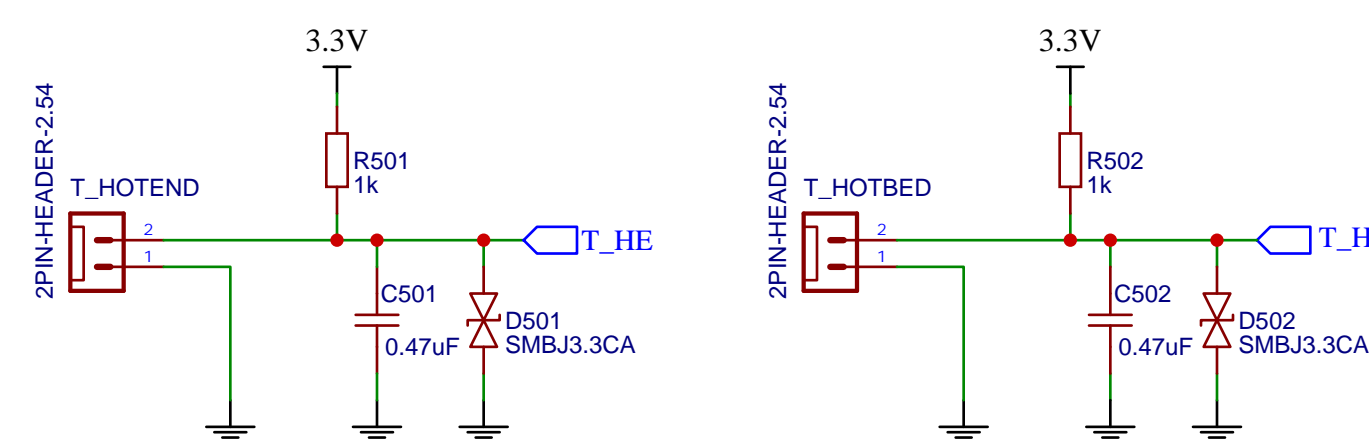 3.3V
2PIN-HEADER-2.54
T_HOTEND
R501
1k
2
1
T_HE
C501
0.47uF
D501
SMBJ3.3CA
3.3V
2PIN-HEADER-2.54
T_HOTBED
R502
1k
2
1
C502
0.47uF
D502
SMBJ3.3CA